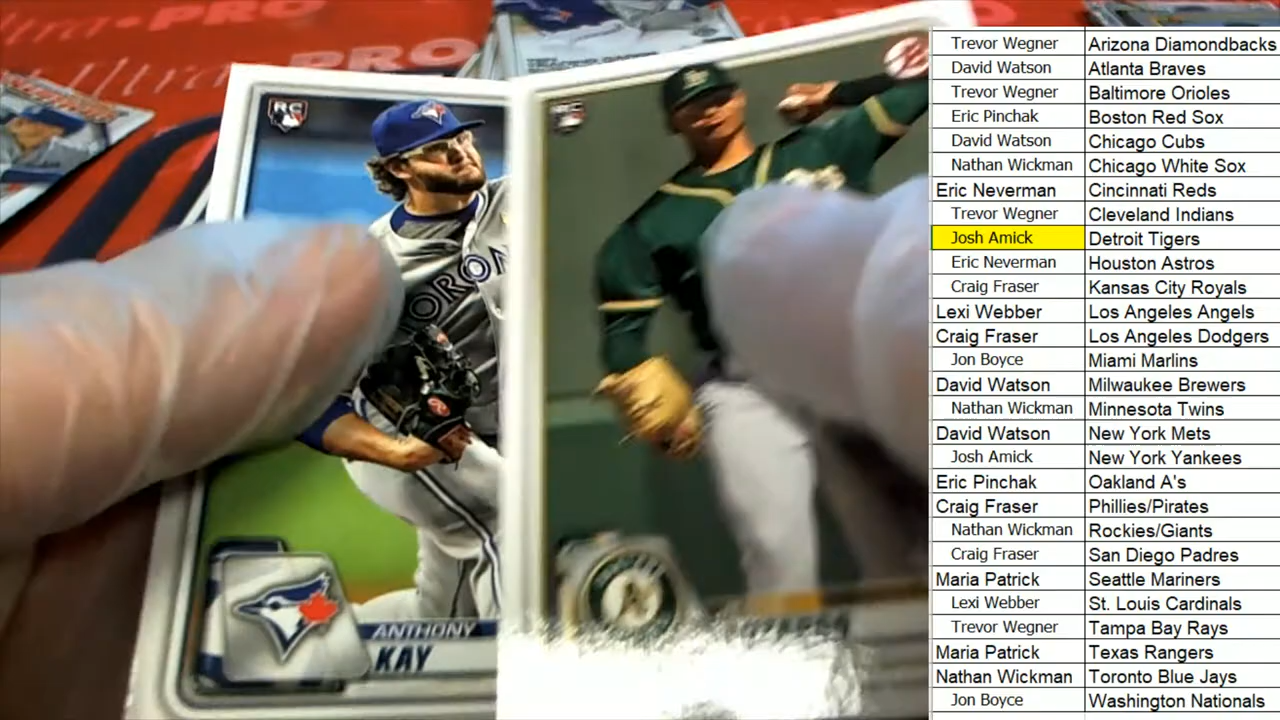 PRO
PRO
RC
RC
TORON
ANTHONY
KAY
Trevor Wegner Arizona Diamondbacks
David Watson Atlanta Braves
Trevor Wegner Baltimore Orioles
Eric Pinchak Boston Red Sox
David Watson Chicago Cubs
Nathan Wickman Chicago White Sox
Eric Neverman Cincinnati Reds
Trevor Wegner Cleveland Indians
Josh Amick Detroit Tigers
Eric Neverman Houston Astros
Craig Fraser Kansas City Royals
Lexi Webber Los Angeles Angels
Craig Fraser Los Angeles Dodgers
Jon Boyce Miami Marlins
David Watson Milwaukee Brewers
Nathan Wickman Minnesota Twins
David Watson New York Mets
Josh Amick New York Yankees
Eric Pinchak Oakland A's
Craig Fraser Phillies/Pirates
Nathan Wickman Rockies/Giants
Craig Fraser San Diego Padres
Maria Patrick Seattle Mariners
Lexi Webber St. Louis Cardinals
Trevor Wegner Tampa Bay Rays
Maria Patrick Texas Rangers
Nathan Wickman Toronto Blue Jays
Jon Boyce Washington Nationals